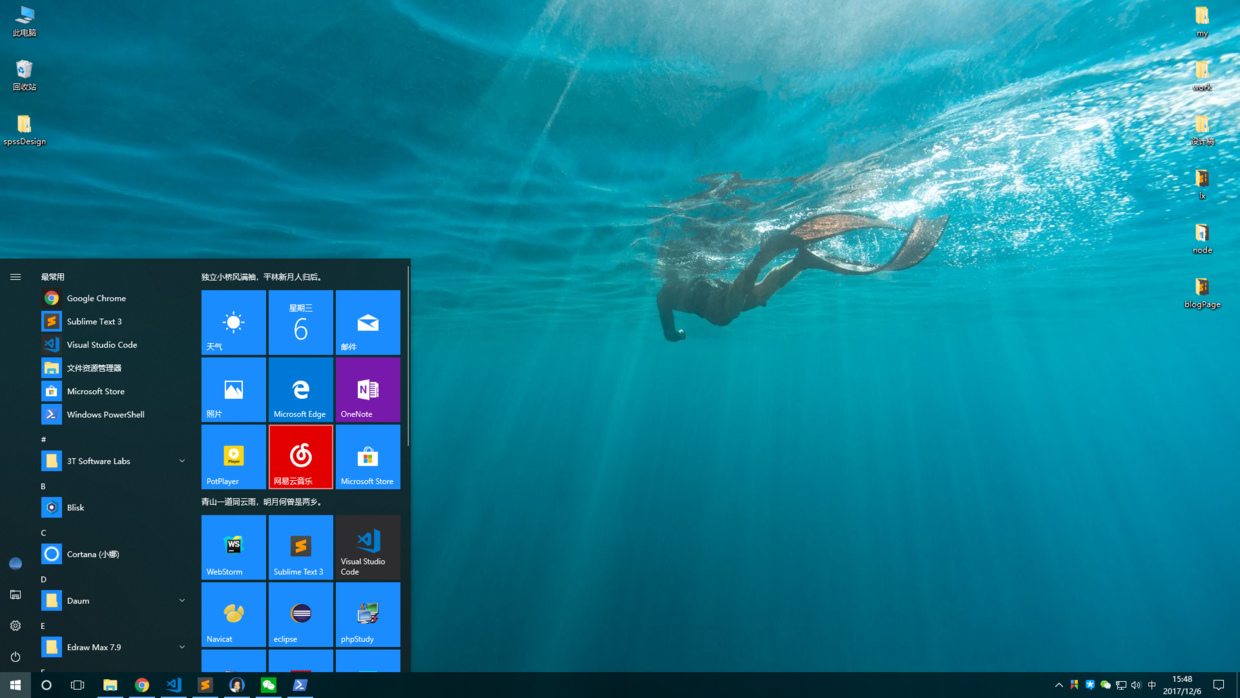 此电脑
回收站
spssDesign
my
work
设计稿
lx
node
blogPage
最常用
Google Chrome
Sublime Text 3
Visual Studio Code
文件资源管理器
Microsoft Store
Windows PowerShell
#
3T Software Labs
B
Blisk
C
Cortana (小娜)
D
Daum
E
Edraw Max 7.9
独立小桥风满袖，平林新月人归后。
天气
星期三
6
邮件
照片
Microsoft Edge
OneNote
PotPlayer
网易云音乐
Microsoft Store
青山一道同云雨，明月何曾是两乡。
WebStorm
Sublime Text 3
Visual Studio
Code
Navicat
eclipse
phpStudy
中
15:48
2017/12/6